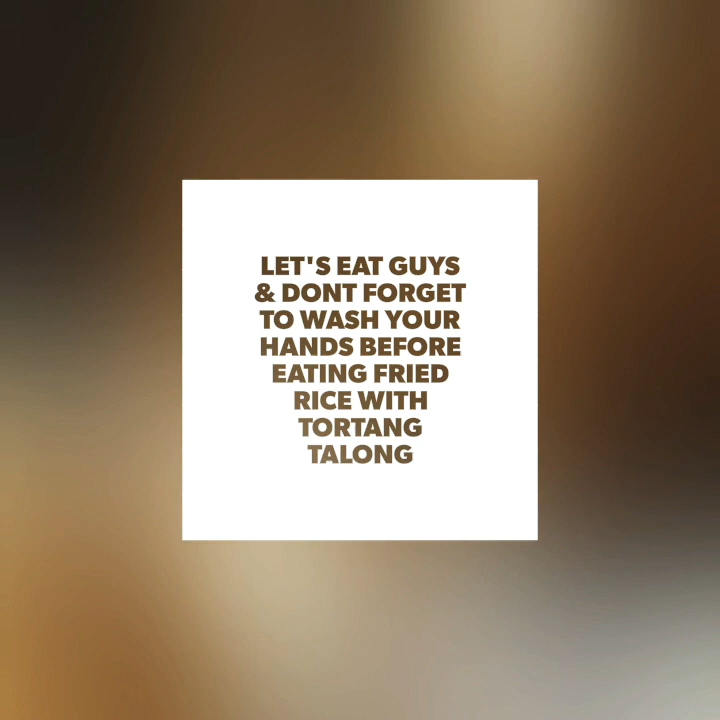 LET'S EAT GUYS
& DONT FORGET
TO WASH YOUR
HANDS BEFORE
EATING FRIED
RICE WITH
TORTANG
TALONG